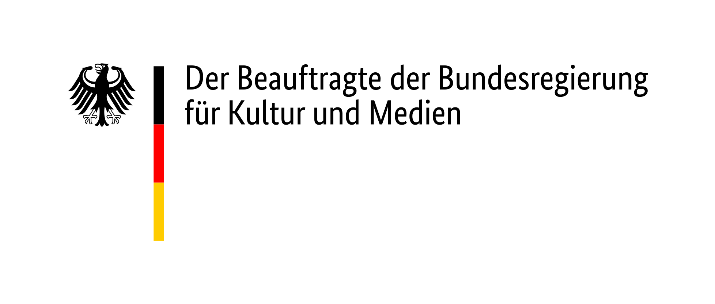 Der Beauftragte der Bundesregierung
für Kultur und Medien